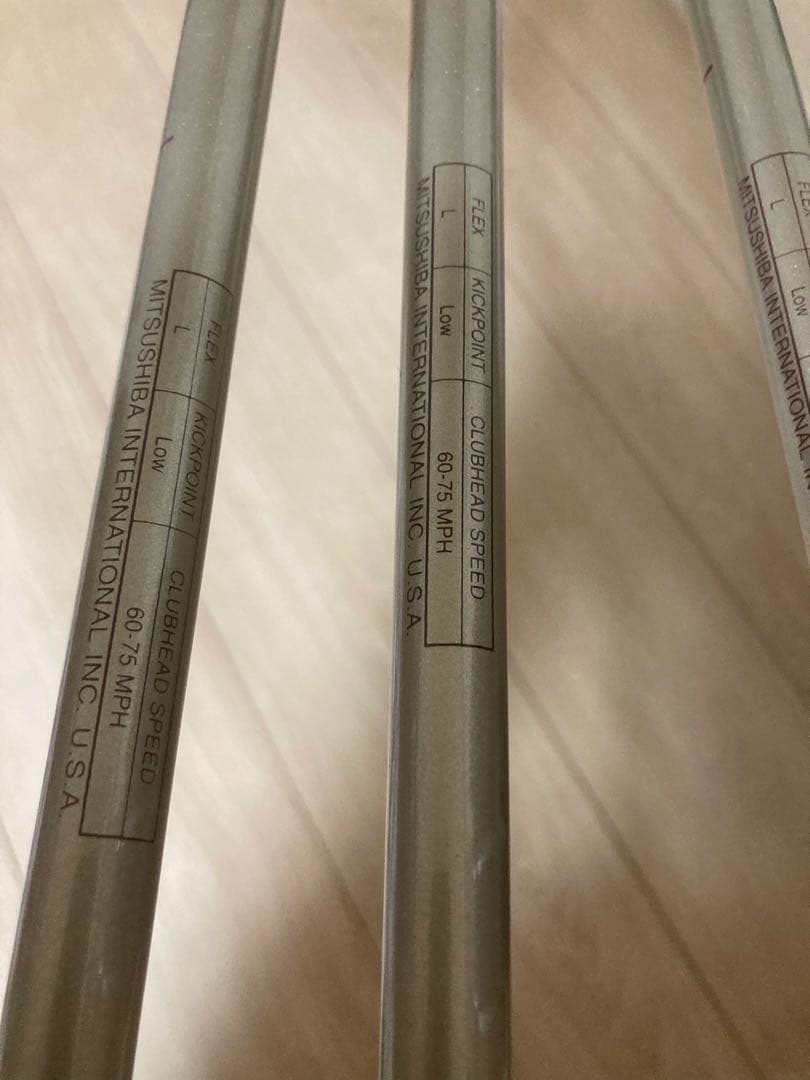 FLEX KICKPOINT CLUBHEAD SPEED
L Low 60-75 MPH
MITSUSHIBA INTERNATIONAL INC. U.S.A.
FLEX KICKPOINT CLUBHEAD SPEED
L Low 60-75 MPH
MITSUSHIBA INTERNATIONAL INC. U.S.A.
FLEX
L Low
MITSUSHIBA INTERNATIONAL IN